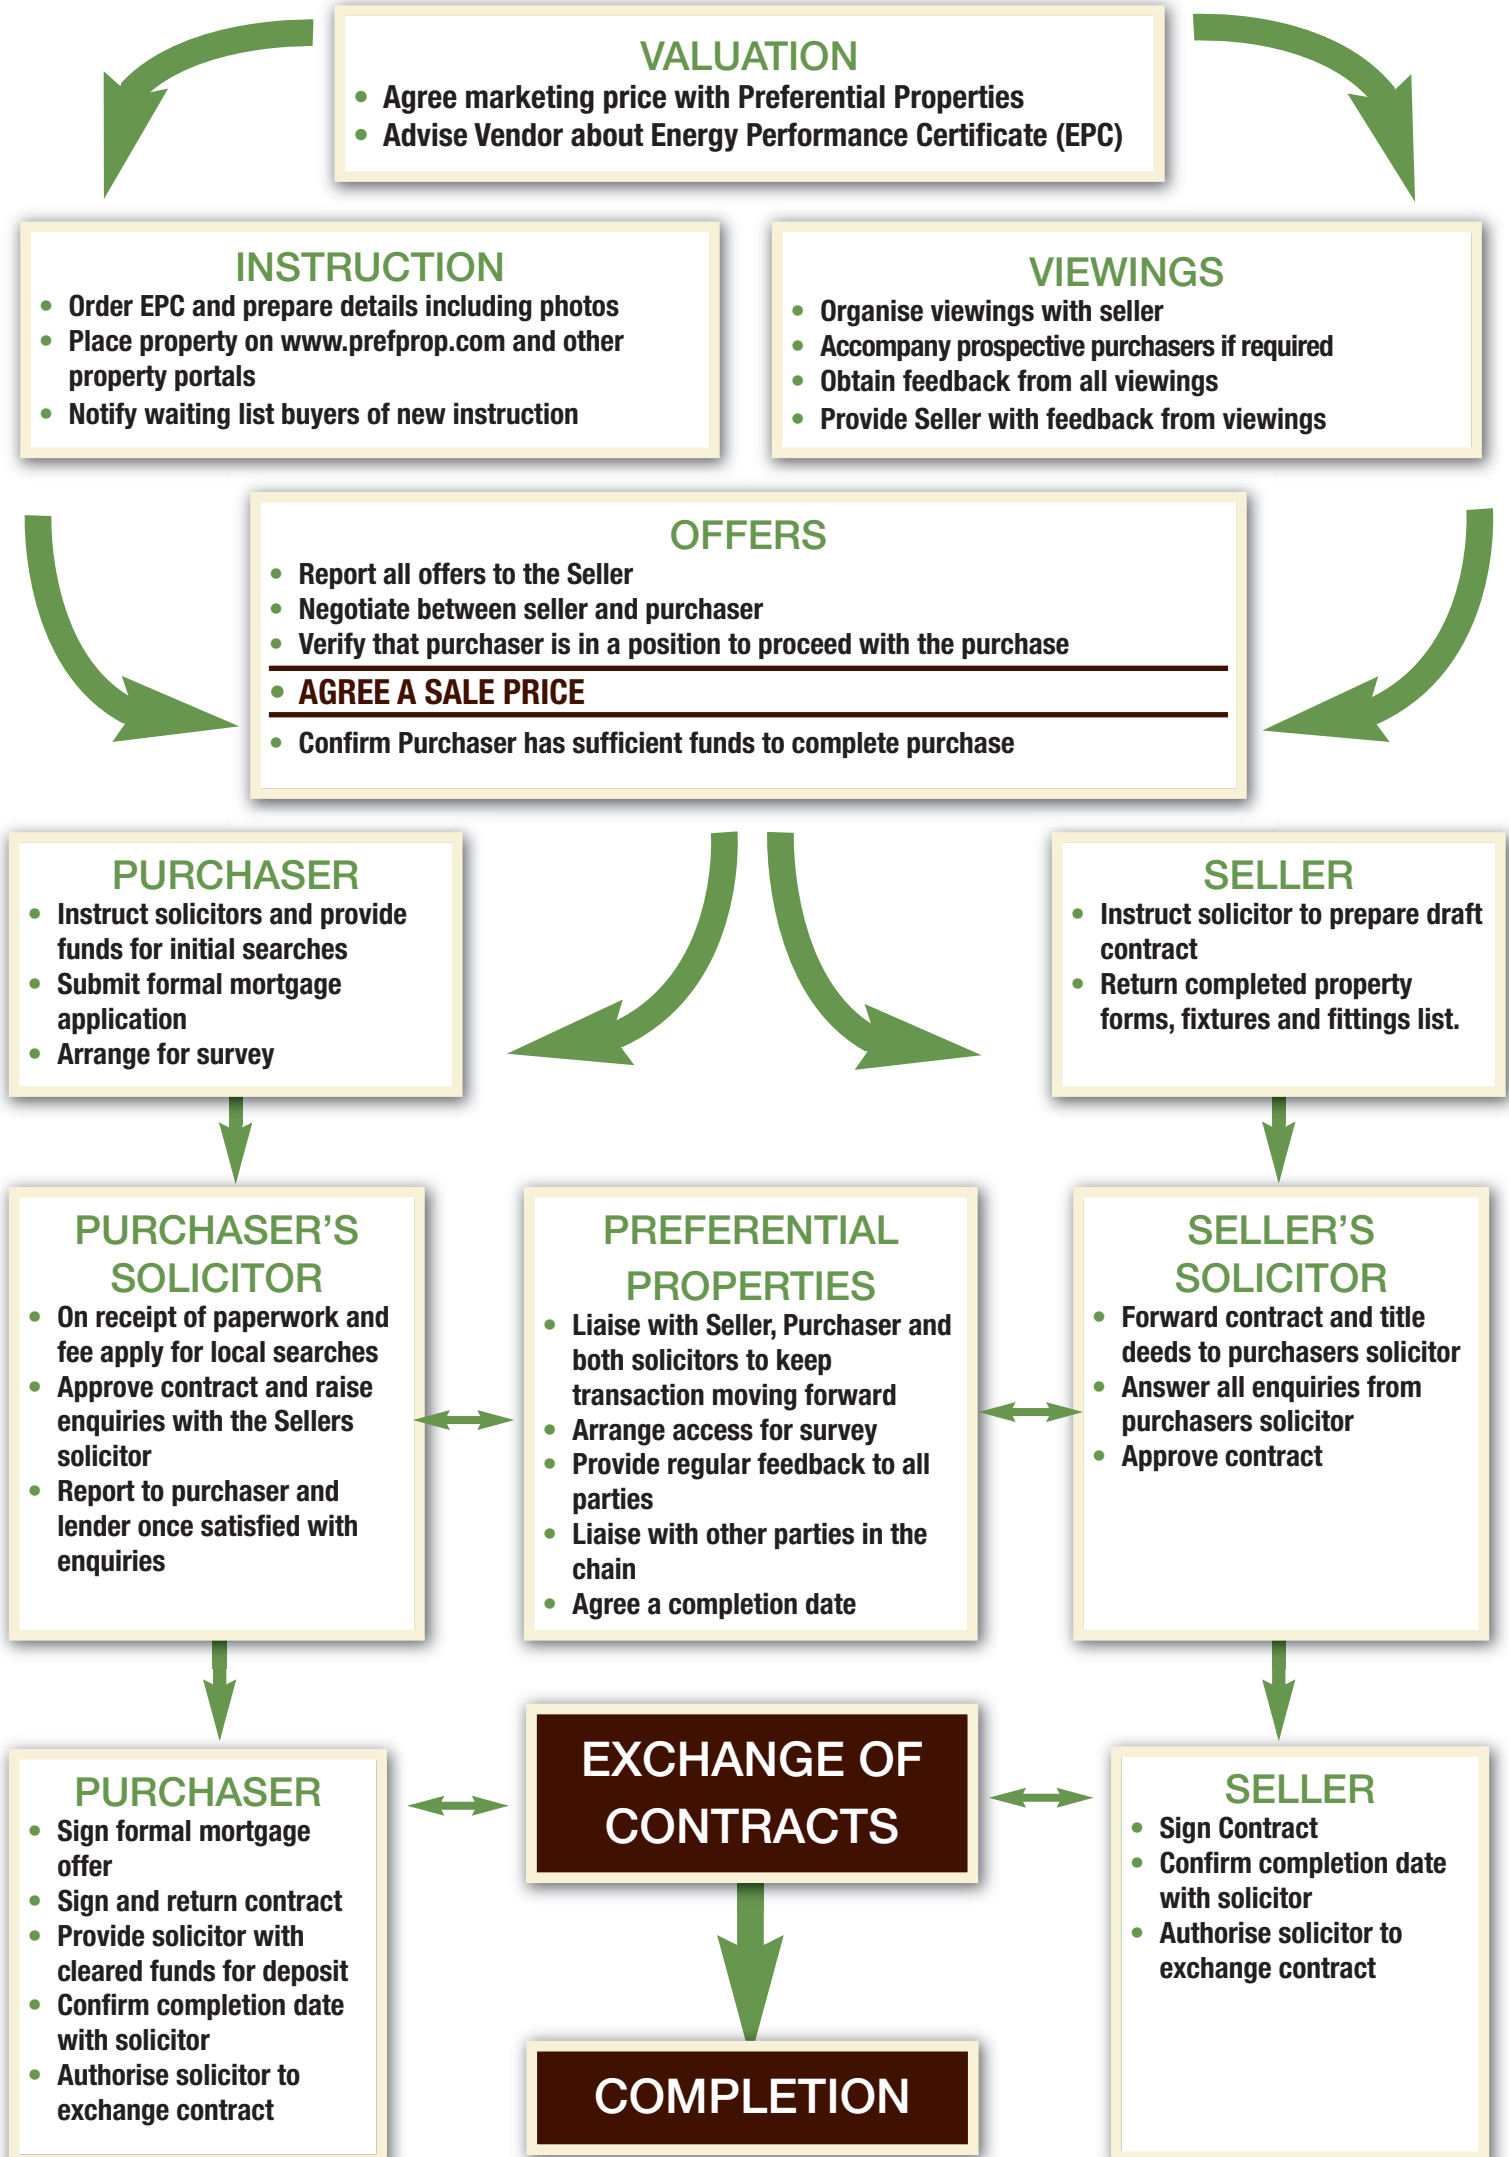 VALUATION
• Agree marketing price with Preferential Properties
• Advise Vendor about Energy Performance Certificate (EPC)
INSTRUCTION
• Order EPC and prepare details including photos
• Place property on www.prefprop.com and other
property portals
• Notify waiting list buyers of new instruction
VIEWINGS
• Organise viewings with seller
• Accompany prospective purchasers if required
• Obtain feedback from all viewings
• Provide Seller with feedback from viewings
OFFERS
• Report all offers to the Seller
• Negotiate between seller and purchaser
• Verify that purchaser is in a position to proceed with the purchase
• AGREE A SALE PRICE
• Confirm Purchaser has sufficient funds to complete purchase
PURCHASER
• Instruct solicitors and provide
funds for initial searches
• Submit formal mortgage
application
• Arrange for survey
SELLER
• Instruct solicitor to prepare draft
contract
• Return completed property
forms, fixtures and fittings list.
PURCHASER'S
SOLICITOR
• On receipt of paperwork and
fee apply for local searches
• Approve contract and raise
enquiries with the Sellers
solicitor
• Report to purchaser and
lender once satisfied with
enquiries
PREFERENTIAL
PROPERTIES
• Liaise with Seller, Purchaser and
both solicitors to keep
transaction moving forward
• Arrange access for survey
• Provide regular feedback to all
parties
• Liaise with other parties in the
chain
• Agree a completion date
SELLER'S
SOLICITOR
• Forward contract and title
deeds to purchasers solicitor
• Answer all enquiries from
purchasers solicitor
• Approve contract
PURCHASER
• Sign formal mortgage
offer
• Sign and return contract
• Provide solicitor with
cleared funds for deposit
• Confirm completion date
with solicitor
• Authorise solicitor to
exchange contract
EXCHANGE OF
CONTRACTS
COMPLETION
SELLER
• Sign Contract
• Confirm completion date
with solicitor
• Authorise solicitor to
exchange contract